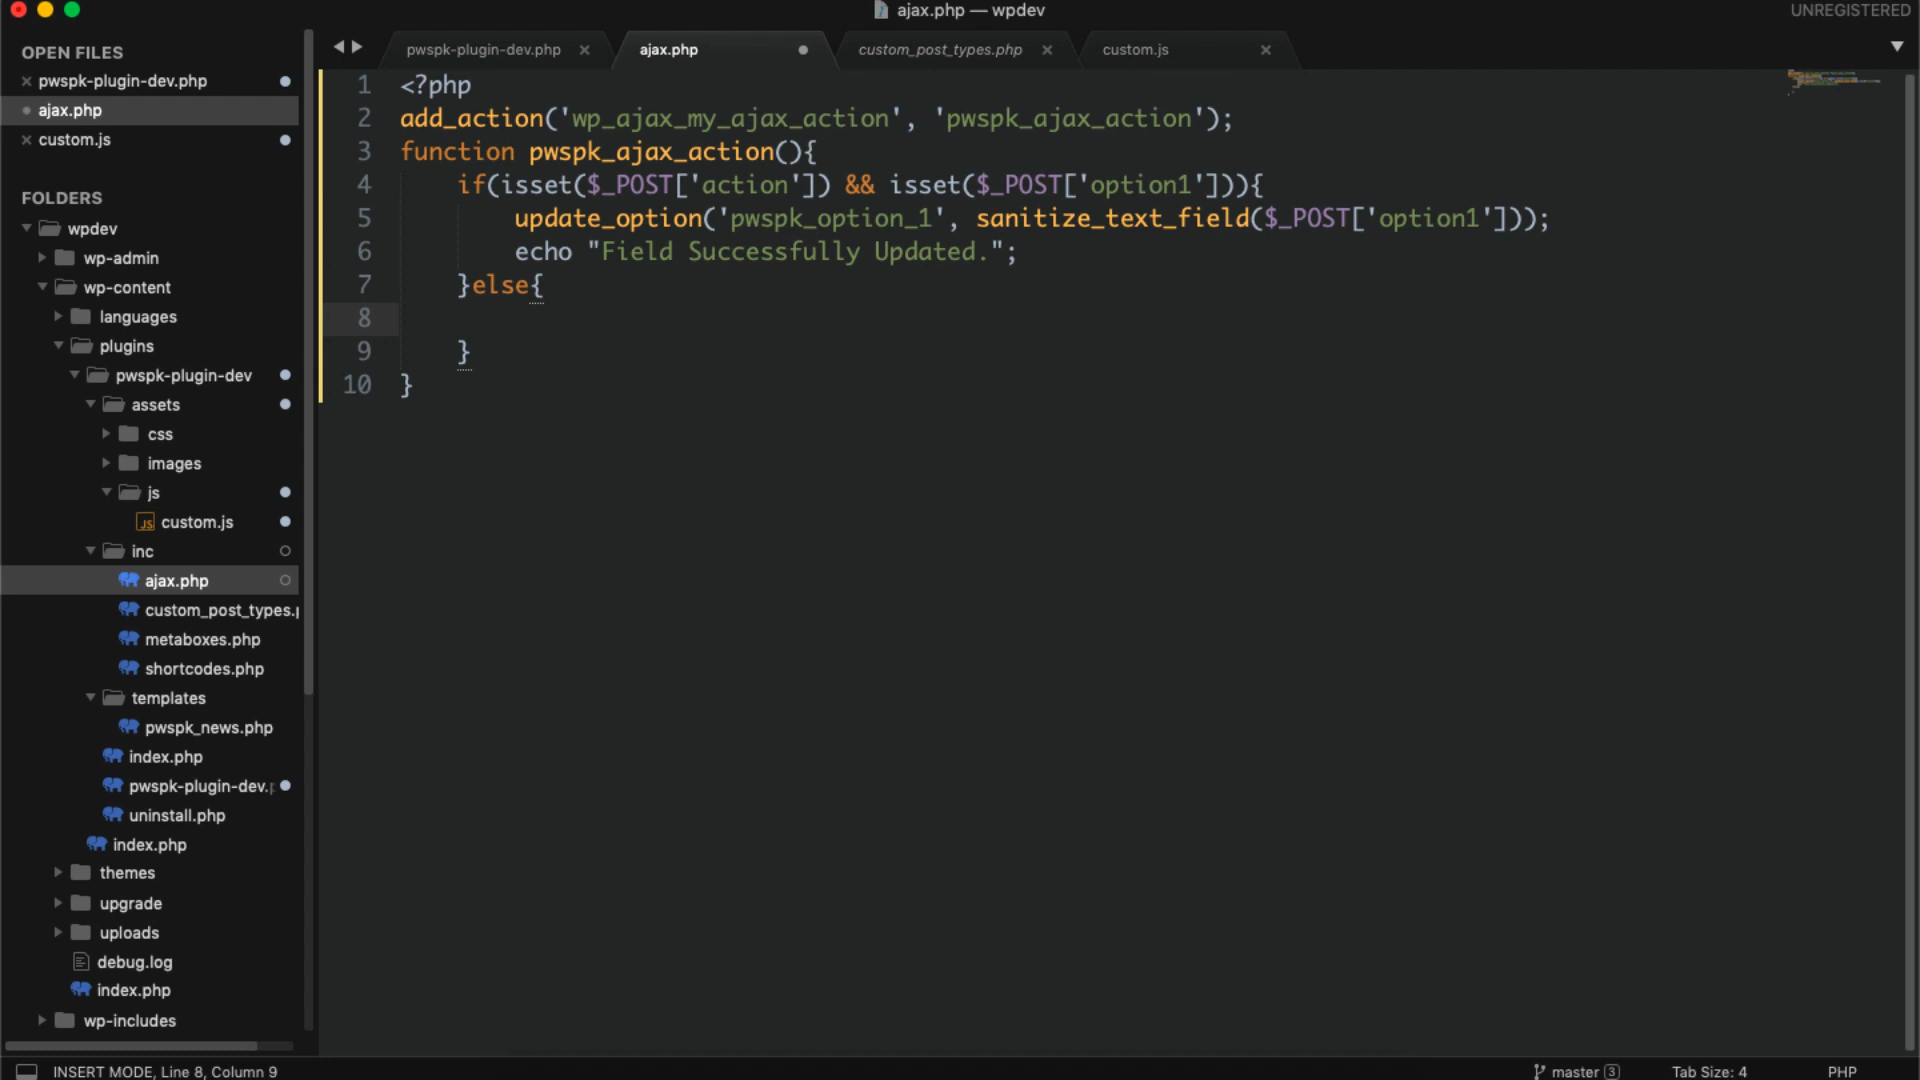 ajax.php — wpdev
UNREGISTERED
OPEN FILES
pwspk-plugin-dev.php
ajax.php
custom.js
FOLDERS
wpdev
wp-admin
wp-content
languages
plugins
pwspk-plugin-dev
assets
css
images
js
custom.js
inc
ajax.php
custom_post_types.p
metaboxes.php
shortcodes.php
templates
pwspk_news.php
index.php
pwspk-plugin-dev.p
uninstall.php
index.php
themes
upgrade
uploads
debug.log
index.php
wp-includes
pwspk-plugin-dev.php
ajax.php
custom_post_types.php
custom.js
1 <?php
2 add_action('wp_ajax_my_ajax_action', 'pwspk_ajax_action');
3 function pwspk_ajax_action(){
4 if(isset($_POST['action']) && isset($_POST['option1'])){
5 update_option('pwspk_option_1', sanitize_text_field($_POST['option1']));
6 echo "Field Successfully Updated.";
7 }else{
8
9 }
10 }
INSERT MODE, Line 8, Column 9
master 3
Tab Size: 4
PHP